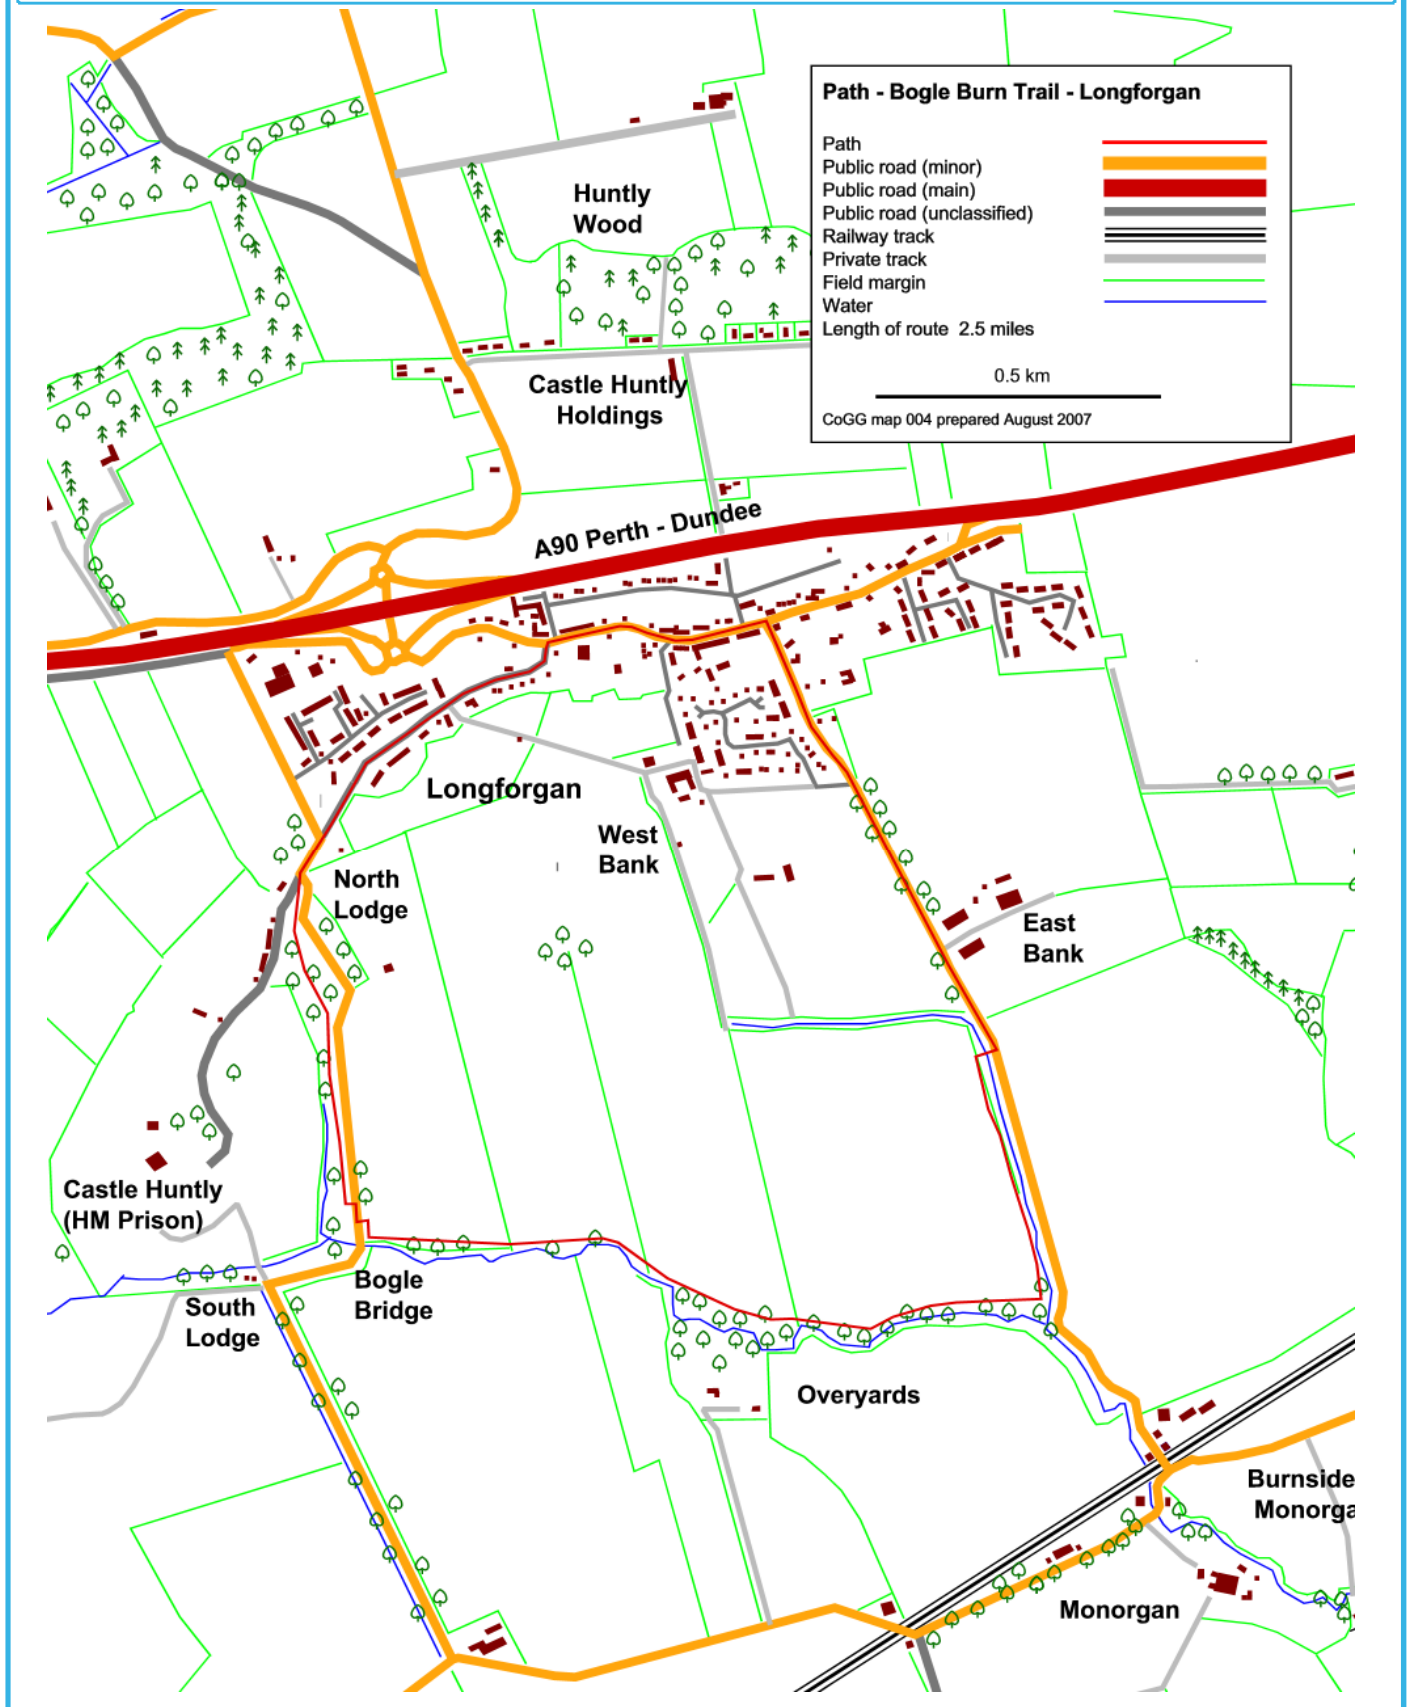 Path - Bogle Burn Trail - Longforgan
Path
Public road (minor)
Public road (main)
Public road (unclassified)
Railway track
Private track
Field margin
Water
Length of route 2.5 miles
0.5 km
CoGG map 004 prepared August 2007
Huntly
Wood
Castle Huntly
Holdings
A90 Perth - Dundee
Longforgan
West
Bank
North
Lodge
East
Bank
Castle Huntly
(HM Prison)
Bogle
Bridge
South
Lodge
Overyards
Burnside
Monorga
Monorgan